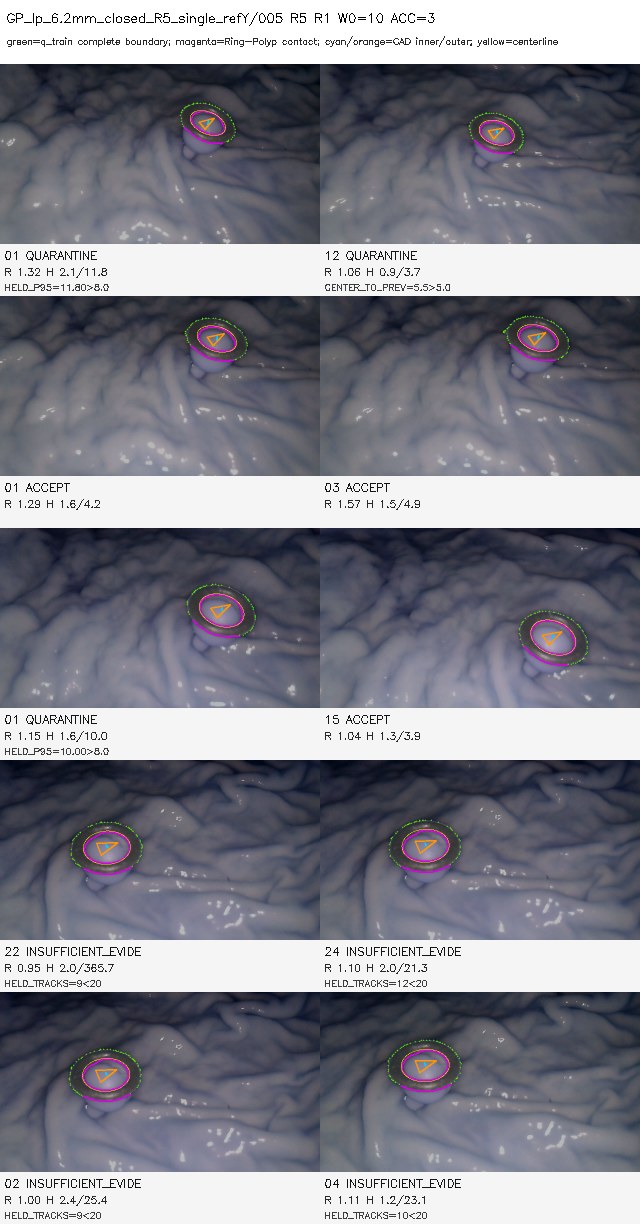 GP_Ip_6.2mm_closed_R5_single_refY/005 R5 R1 W0=10 ACC=3
green=q_train complete boundary; magenta=Ring-Polyp contact; cyan/orange=CAD inner/outer; yellow=centerline
01 QUARANTINE
R 1.32 H 2.1/11.8
HELD_P95=11.80>8.0
12 QUARANTINE
R 1.06 H 0.9/3.7
CENTER_TO_PREV=5.5>5.0
01 ACCEPT
R 1.29 H 1.6/4.2
03 ACCEPT
R 1.57 H 1.5/4.9
01 QUARANTINE
R 1.15 H 1.6/10.0
HELD_P95=10.00>8.0
15 ACCEPT
R 1.04 H 1.3/3.9
22 INSUFFICIENT_EVIDE
R 0.95 H 2.0/365.7
HELD_TRACKS=9<20
24 INSUFFICIENT_EVIDE
R 1.10 H 2.0/21.3
HELD_TRACKS=12<20
02 INSUFFICIENT_EVIDE
R 1.00 H 2.4/25.4
HELD_TRACKS=9<20
04 INSUFFICIENT_EVIDE
R 1.11 H 1.2/23.1
HELD_TRACKS=10<20